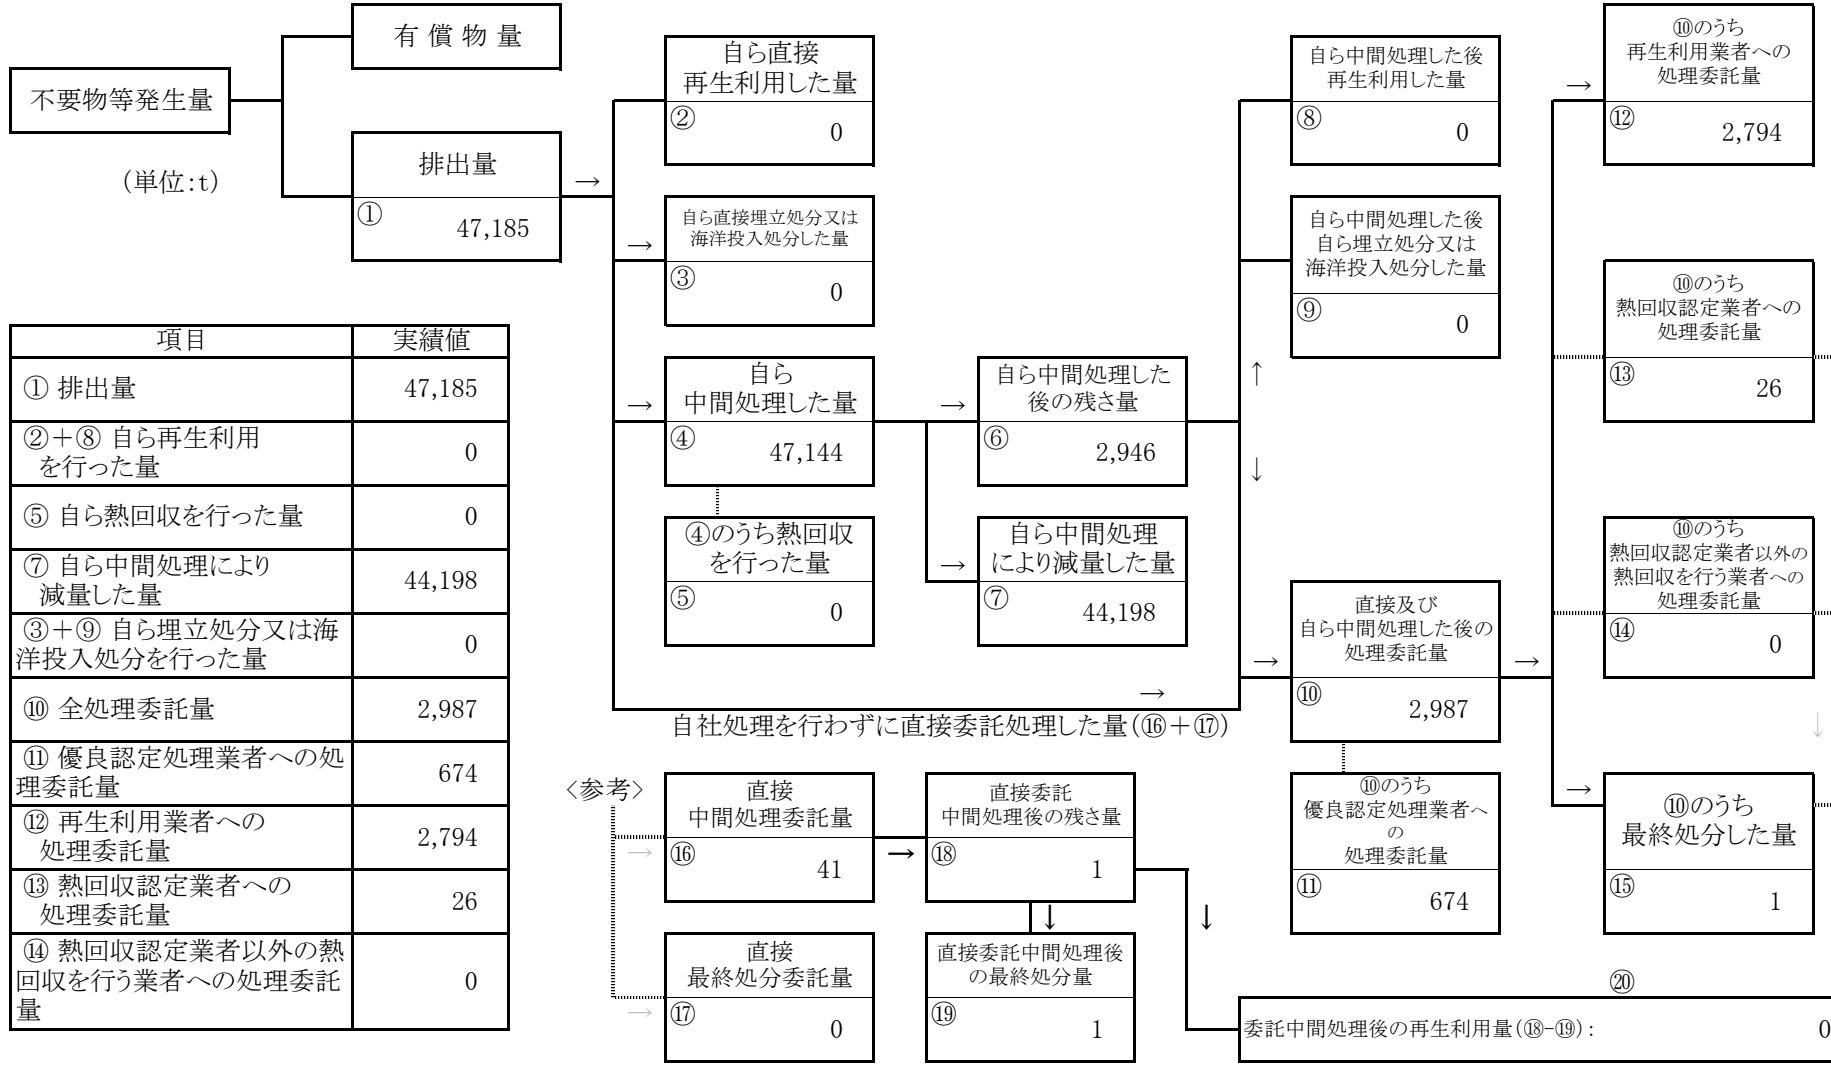 不要物等発生量
(単位:t)
有 償 物 量
排出量
①
47,185
→
自ら直接
再生利用した量
②
0
→
自ら直接埋立処分又は
海洋投入処分した量
③
0
→
自ら
中間処理した量
④
47,144
④のうち熱回収
を行った量
⑤
0
→
自ら中間処理した
後の残さ量
⑥
2,946
→
自ら中間処理
により減量した量
⑦
44,198
→
自社処理を行わずに直接委託処理した量(⑯+⑰)
↑
↓
自ら中間処理した後
再生利用した量
⑧
0
自ら中間処理した後
自ら埋立処分又は
海洋投入処分した量
⑨
0
→
直接及び
自ら中間処理した後の
処理委託量
⑩
2,987
⑩のうち
優良認定処理業者へ
の
処理委託量
⑪
674
→
→
⑩のうち
再生利用業者への
処理委託量
⑫
2,794
⑩のうち
熱回収認定業者への
処理委託量
⑬
26
⑩のうち
熱回収認定業者以外の
熱回収を行う業者への
処理委託量
⑭
0
↓
→
⑩のうち
最終処分した量
⑮
1
項目 実績値
① 排出量 47,185
②+⑧ 自ら再生利用
を行った量 0
⑤ 自ら熱回収を行った量 0
⑦ 自ら中間処理により
減量した量 44,198
③+⑨ 自ら埋立処分又は海
洋投入処分を行った量 0
⑩ 全処理委託量 2,987
⑪ 優良認定処理業者への処
理委託量 674
⑫ 再生利用業者への
処理委託量 2,794
⑬ 熱回収認定業者への
処理委託量 26
⑭ 熱回収認定業者以外の熱
回収を行う業者への処理委託
量 0
<参考>
→
直接
中間処理委託量
⑯
41
→
直接委託
中間処理後の残さ量
⑱
1
↓
↓
→
直接
最終処分委託量
⑰
0
直接委託中間処理後
の最終処分量
⑲
1
⑳
委託中間処理後の再生利用量(⑱-⑲): 0